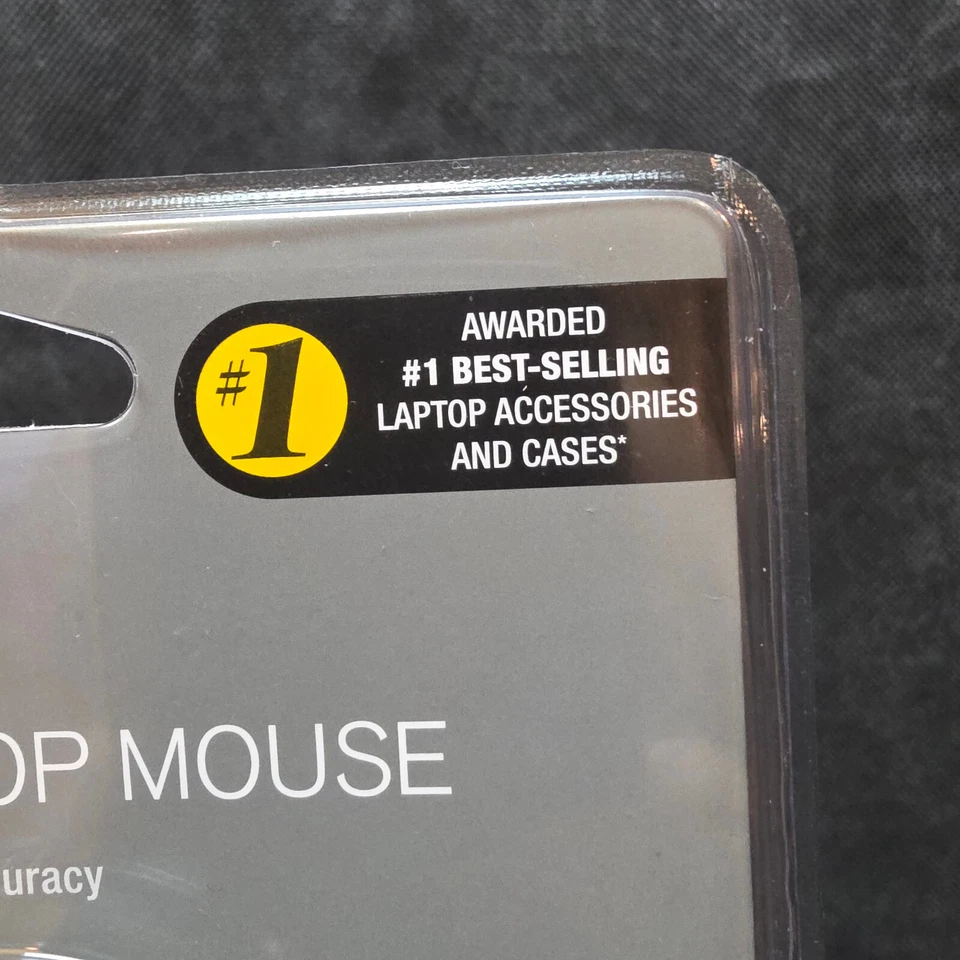 #1
AWARDED
#1 BEST-SELLING
LAPTOP ACCESSORIES
AND CASES*
OP MOUSE
uracy